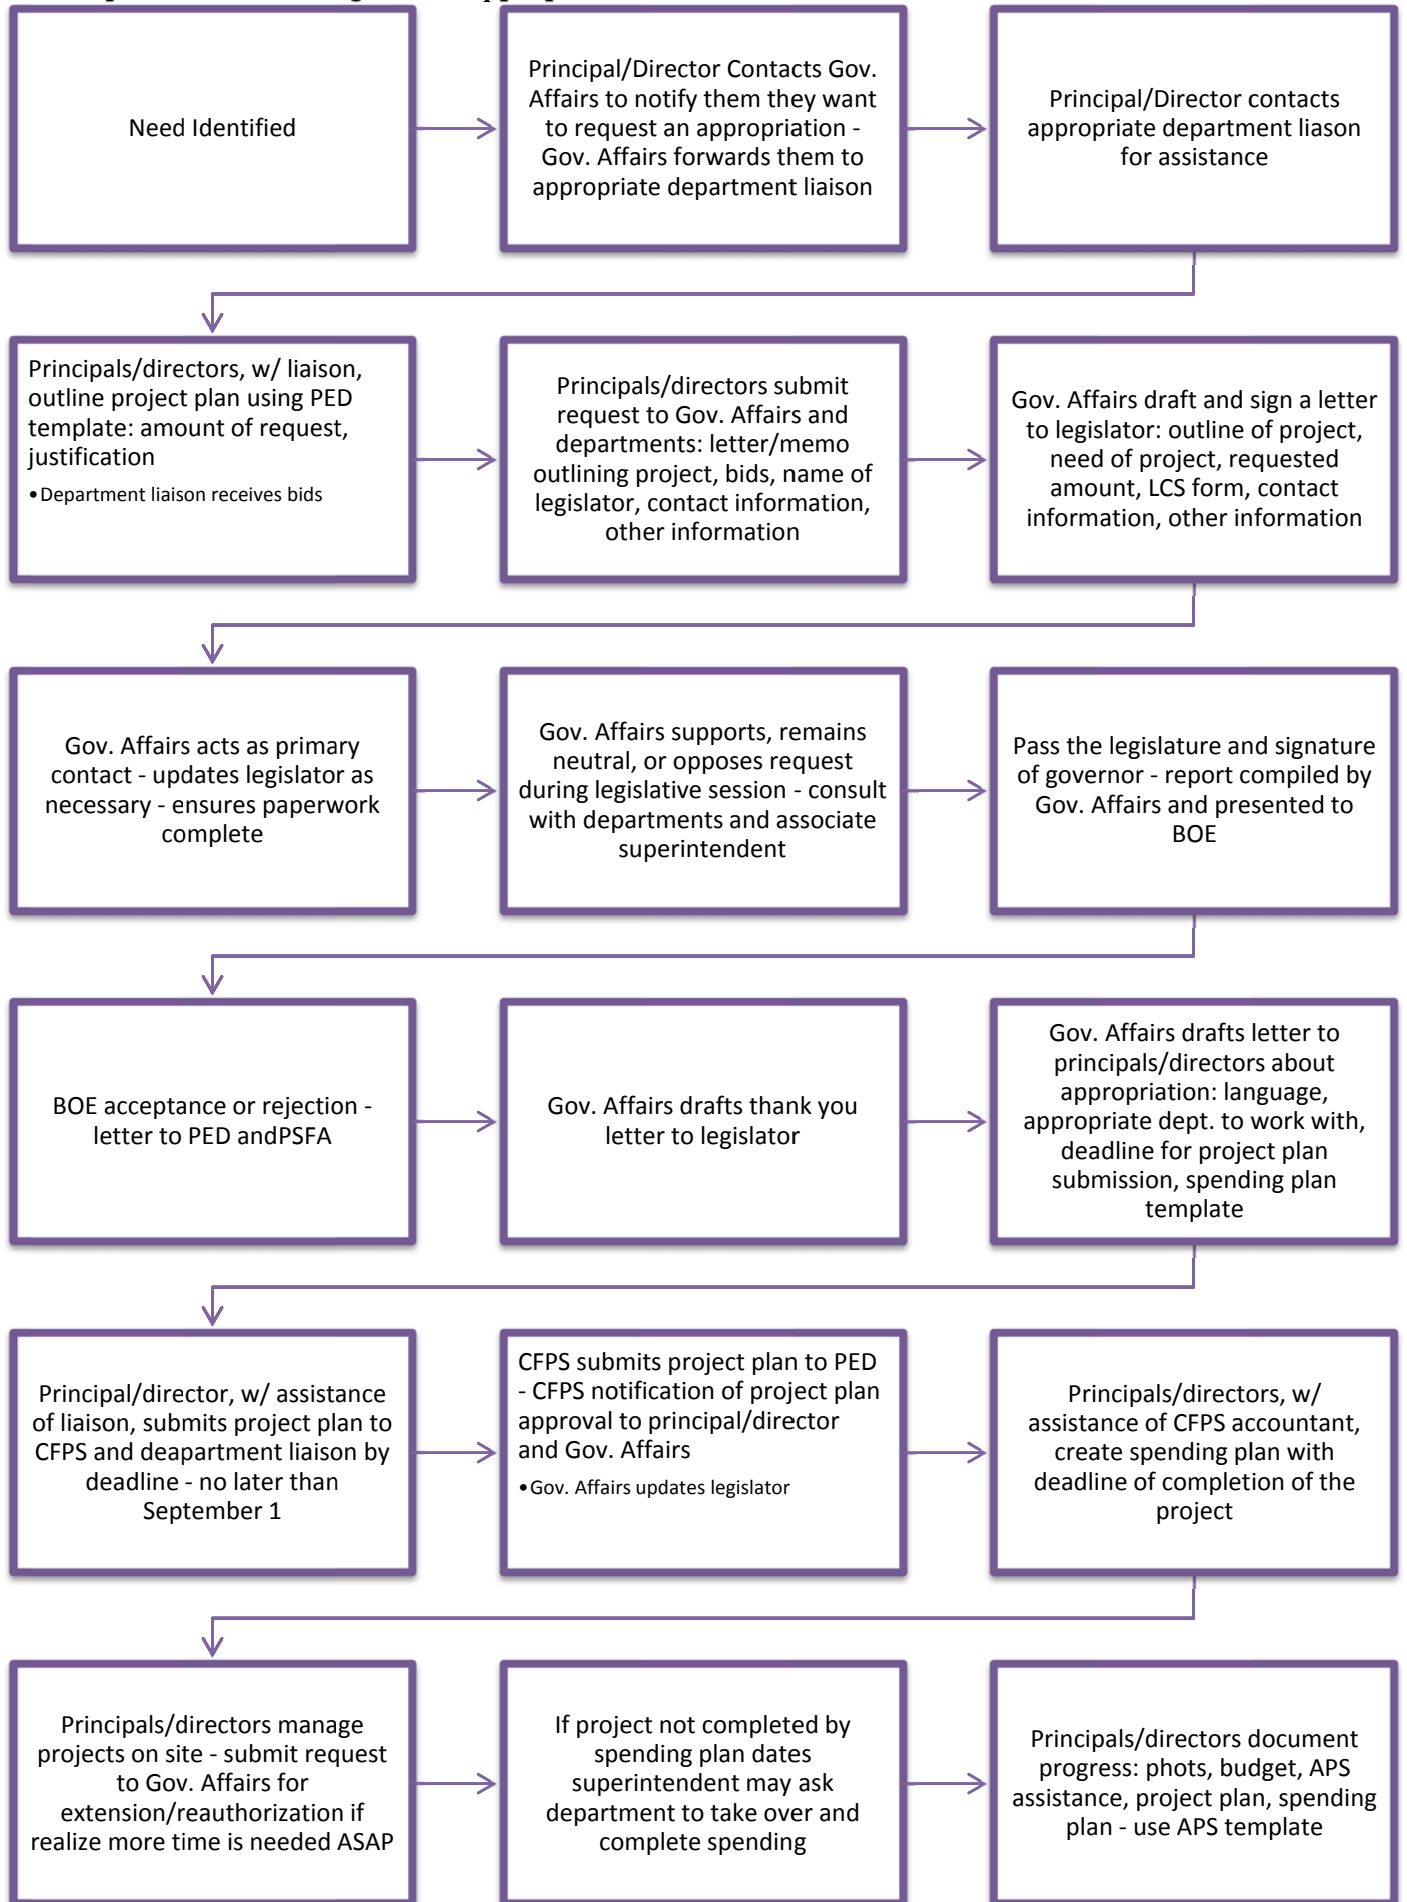 Need Identified
Principal/Director Contacts Gov.
Affairs to notify them they want
to request an appropriation -
Gov. Affairs forwards them to
appropriate department liaison
Principal/Director contacts
appropriate department liason
for assistance
Principals/directors, w/ liaison,
outline project plan using PED
template: amount of request,
justification
•Department liaison receives bids
Principals/directors submit
request to Gov. Affairs and
departments: letter/memo
outlining project, bids, name of
legislator, contact information,
other information
Gov. Affairs draft and sign a letter
to legislator: outline of project,
need of project, requested
amount, LCS form, contact
information, other information
Gov. Affairs acts as primary
contact - updates legislator as
necessary - ensures paperwork
complete
Gov. Affairs supports, remains
neutral, or opposes request
during legislative session - consult
with departments and associate
superintendent
Pass the legislature and signature
of governor - report compiled by
Gov. Affairs and presented to
BOE
BOE acceptance or rejection -
letter to PED andPSFA
Gov. Affairs drafts thank you
letter to legislator
Gov. Affairs drafts letter to
principals/directors about
appropriation: language,
appropriate dept. to work with,
deadline for project plan
submission, spending plan
template
Principal/director, w/ assistance
of liaison, submits project plan to
CFPS and deapartment liaison by
deadline - no later than
September 1
CFPS submits project plan to PED
- CFPS notification of project plan
approval to principal/director
and Gov. Affairs
•Gov. Affairs updates legislator
Principals/directors, w/
assistance of CFPS accountant,
create spending plan with
deadline of completion of the
project
Principals/directors manage
projects on site - submit request
to Gov. Affairs for
extension/reauthorization if
realize more time is needed ASAP
If project not completed by
spending plan dates
superintendent may ask
department to take over and
complete spending
Principals/directors document
progress: phots, budget, APS
assistance, project plan, spending
plan - use APS template